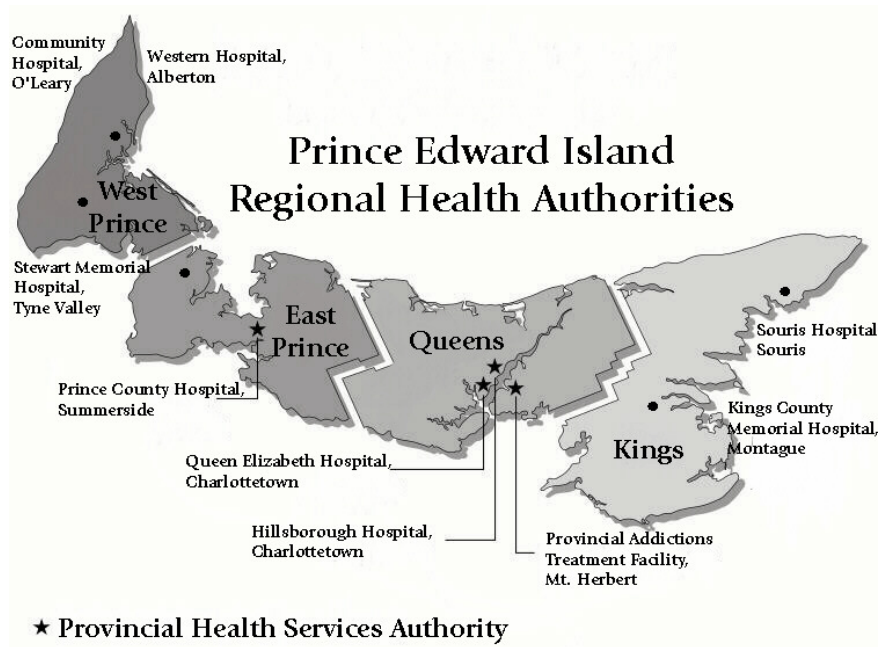 Community
Hospital,
O'Leary
Western Hospital,
Alberton
Prince Edward Island
Regional Health Authorities
West
Prince
Stewart Memorial
Hospital,
Tyne Valley
East
Prince
Queens
Souris Hospital
Souris
Prince County Hospital,
Summerside
Kings County
Memorial Hospital,
Montague
Kings
Queen Elizabeth Hospital,
Charlottetown
Hillsborough Hospital,
Charlottetown
Provincial Addictions
Treatment Facility,
Mt. Herbert
★ Provincial Health Services Authority